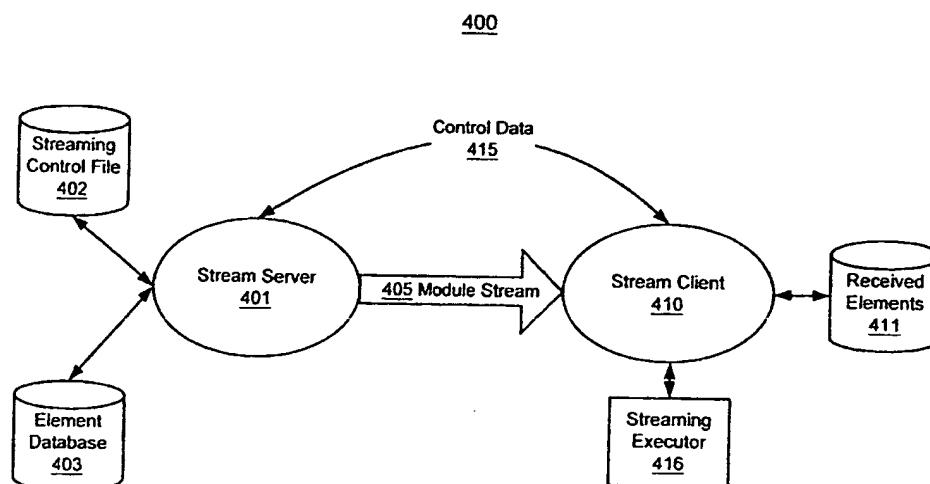 400
Control Data
415
Streaming
Control File
402
Stream Server
401
405 Module Stream
Stream Client
410
Received
Elements
411
Element
Database
403
Streaming
Executor
416